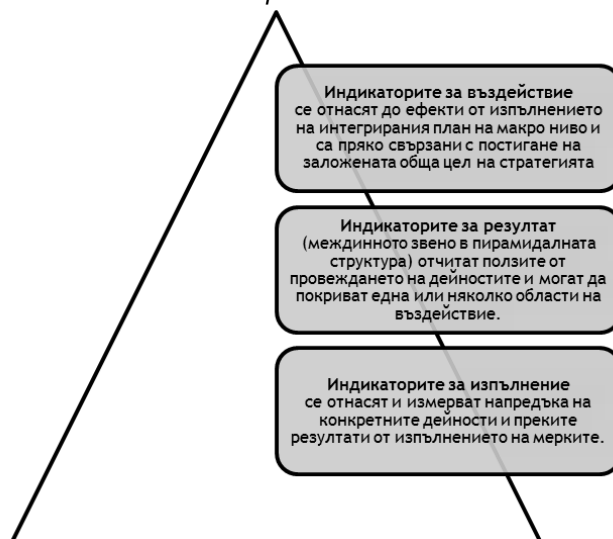 Индикаторите за въздействие
се отнасят до ефекти от изпълнението
на интегрирания план на макро ниво и
са пряко свързани с постигане на
заложената обща цел на стратегията
Индикаторите за резултат
(междинното звено в пирамидалната
структура) отчитат ползите от
провеждането на дейностите и могат да
покриват една или няколко области на
въздействие.
Индикаторите за изпълнение
се отнасят и измерват напредъка на
конкретните дейности и преките
резултати от изпълнението на мерките.